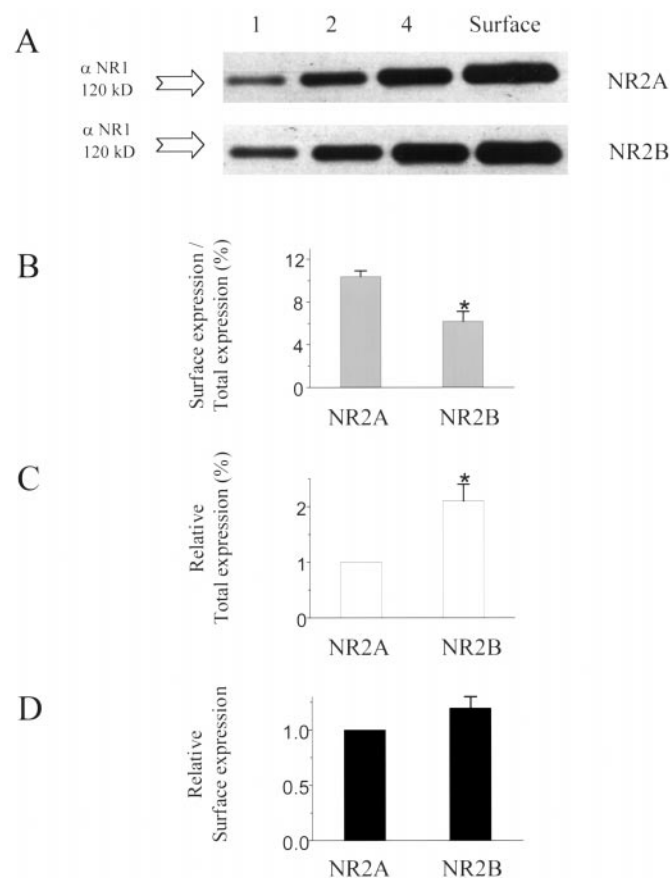 A
1 2 4 Surface
α NR1
120 kD
NR2A
α NR1
120 kD
NR2B
B
Surface expression /
Total expression (%)
12
8
4
0
*
NR2A NR2B
C
Relative
Total expression (%)
2
1
0
*
NR2A NR2B
D
Relative
Surface expression
1.0
0.5
0.0
NR2A NR2B